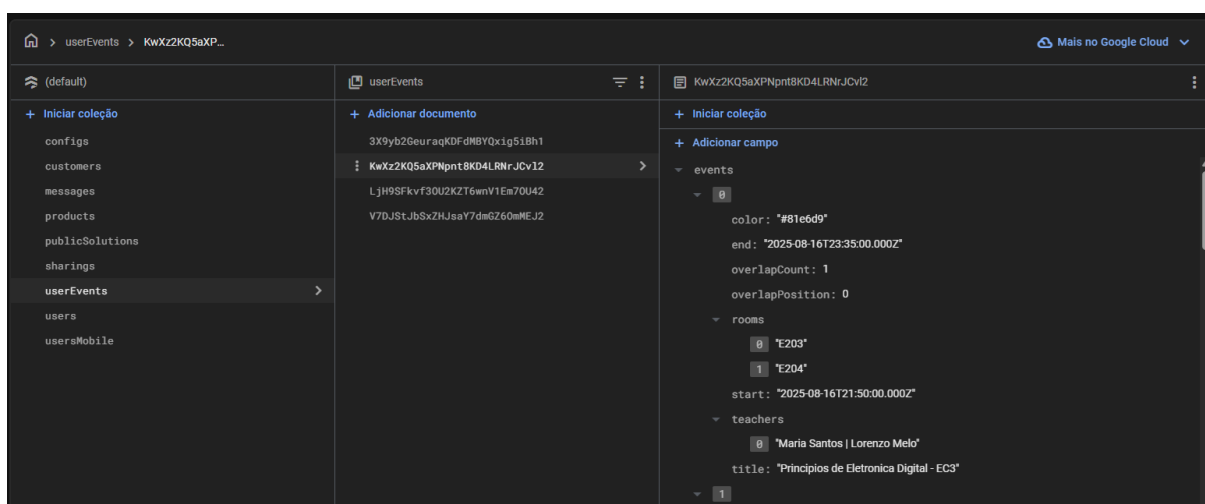 userEvents > KwXz2KQ5aXP...
Mais no Google Cloud
(default)
+ Iniciar coleção
configs
customers
messages
products
publicSolutions
sharings
userEvents
users
usersMobile
userEvents
+ Adicionar documento
3X9yb2GeuraqKDFdMBYQxig5iBh1
KwXz2KQ5aXPNpnt8KD4LRNrJCvl2
LjH9SFkvf3OU2KZT6wnV1Em7OU42
V7DJStJbSxZHJsaY7dmGZ6OmMEJ2
KwXz2KQ5aXPNpnt8KD4LRNrJCvl2
+ Iniciar coleção
+ Adicionar campo
events
0
color: "#81e6d9"
end: "2025-08-16T23:35:00.000Z"
overlapCount: 1
overlapPosition: 0
rooms
0 "E203"
1 "E204"
start: "2025-08-16T21:50:00.000Z"
teachers
0 "Maria Santos | Lorenzo Melo"
title: "Principios de Eletronica Digital - EC3"
1